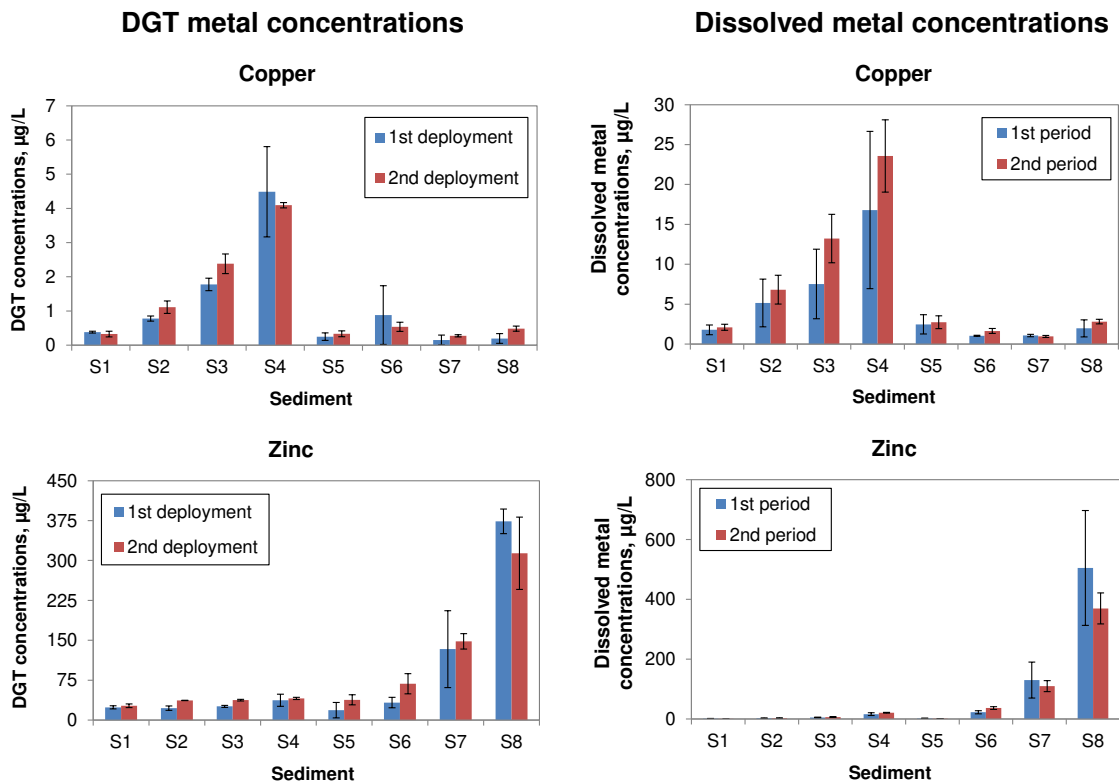 DGT metal concentrations
Dissolved metal concentrations
Copper
DGT concentrations, µg/L
7
6
5
4
3
2
1
0
1st deployment
2nd deployment
S1 S2 S3 S4 S5 S6 S7 S8
Sediment
Copper
Dissolved metal
concentrations, µg/L
30
25
20
15
10
5
0
1st period
2nd period
S1 S2 S3 S4 S5 S6 S7 S8
Sediment
Zinc
DGT concentrations, µg/L
450
375
300
225
150
75
0
1st deployment
2nd deployment
S1 S2 S3 S4 S5 S6 S7 S8
Sediment
Zinc
Dissolved metal
concentrations, µg/L
800
600
400
200
0
1st period
2nd period
S1 S2 S3 S4 S5 S6 S7 S8
Sediment